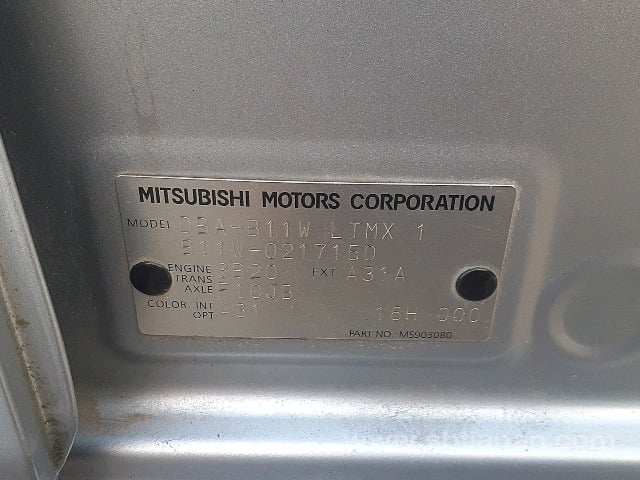 MITSUBISHI MOTORS CORPORATION
MODEL DBA-B11W LTMX 1
B11W-0217150
ENGINE 3B20 EXT A31A
TRANS
AXLE F1CJB
COLOR INT -31
OPT 16H 000
PART NO.:MS903080